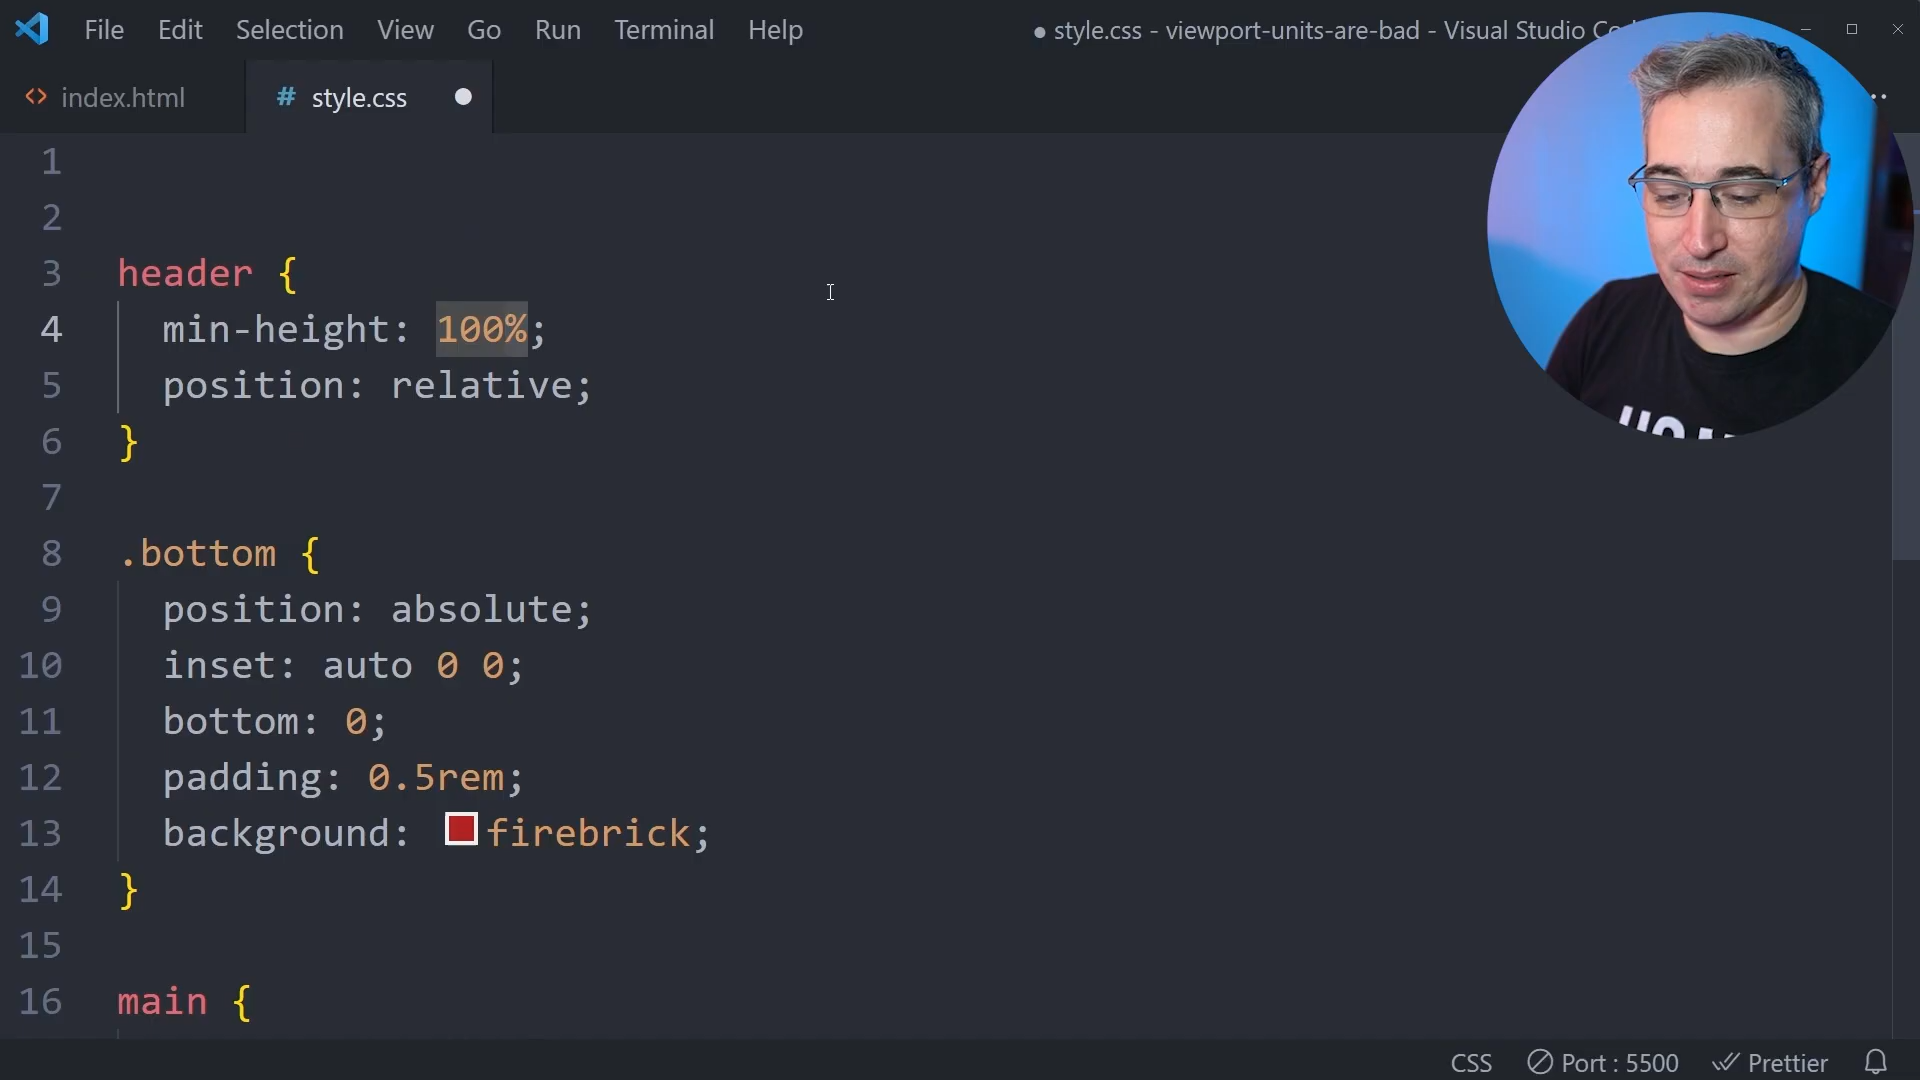 File Edit Selection View Go Run Terminal Help
● style.css - viewport-units-are-bad - Visual Studio
index.html
# style.css ●
1
2
3 header {
4 min-height: 100%;
5 position: relative;
6 }
7
8 .bottom {
9 position: absolute;
10 inset: auto 0 0;
11 bottom: 0;
12 padding: 0.5rem;
13 background: firebrick;
14 }
15
16 main {
CSS Port : 5500 Prettier